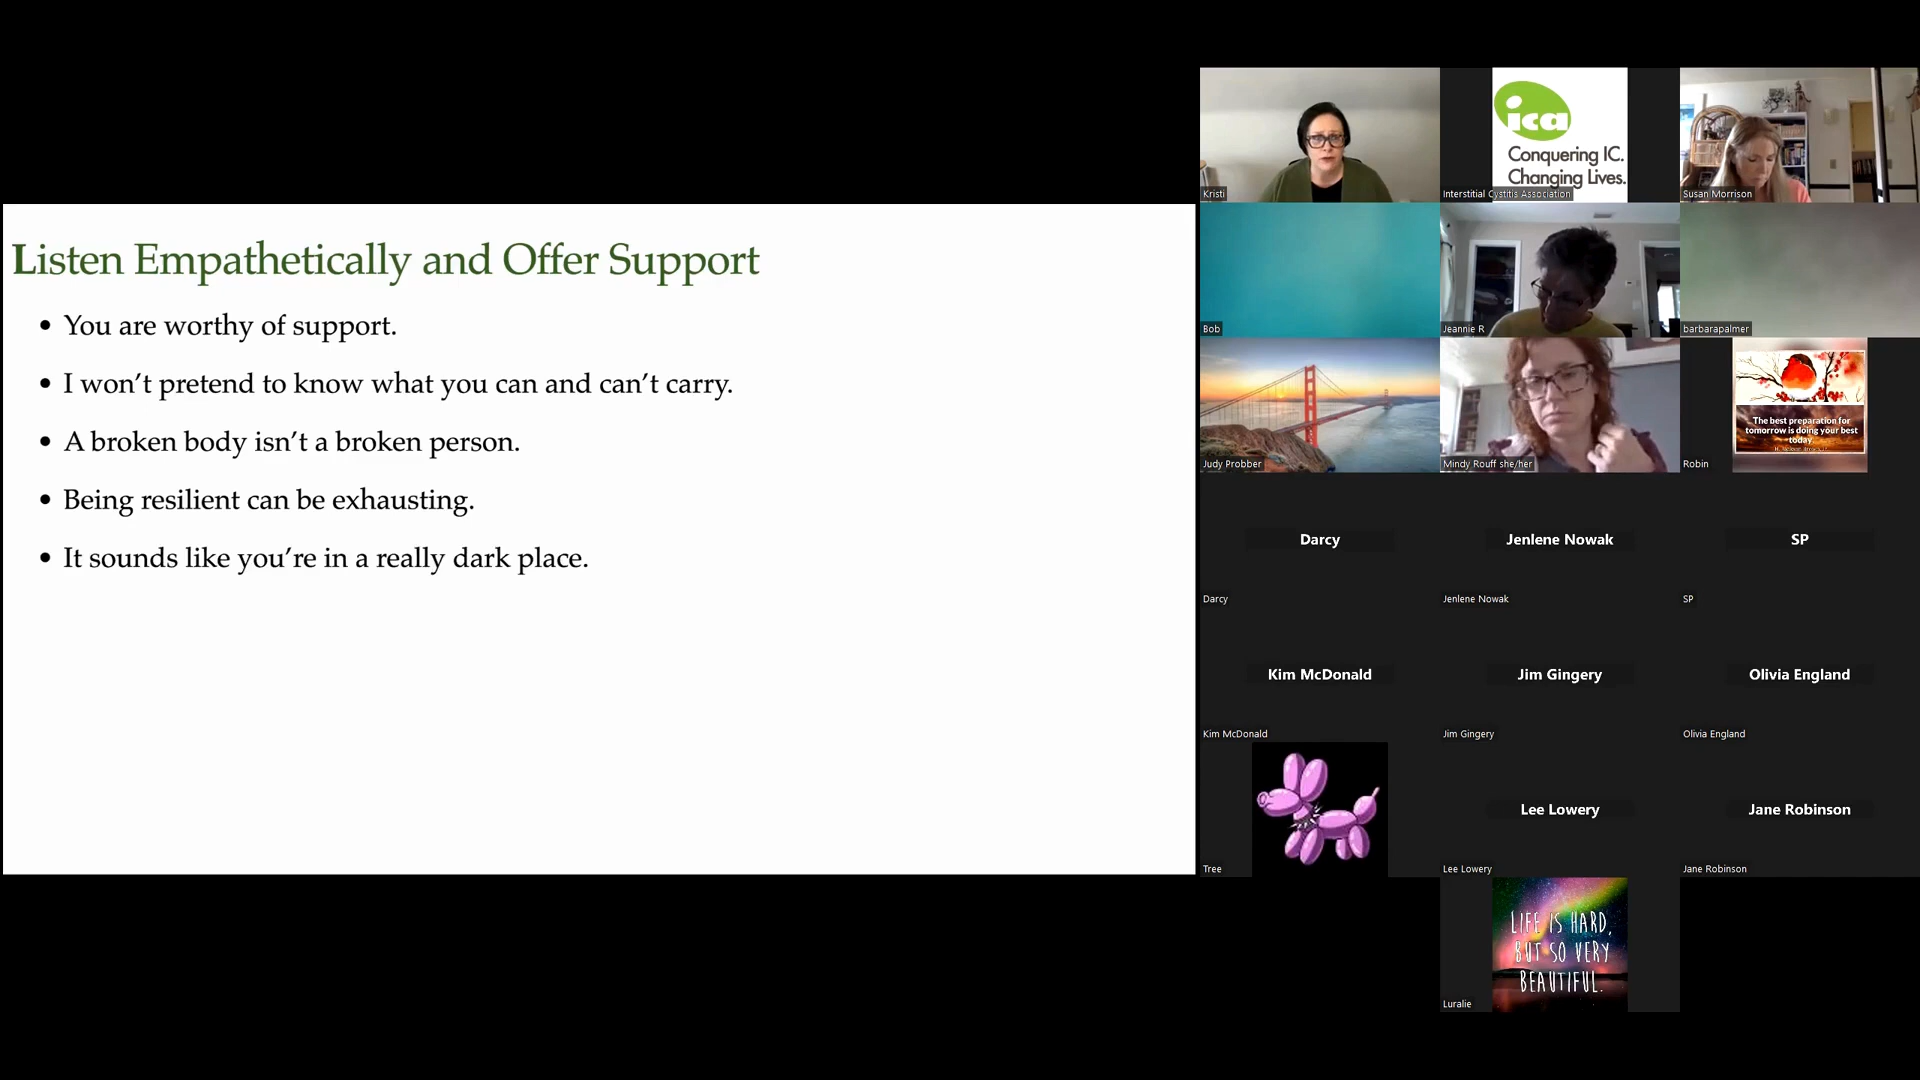 Listen Empathetically and Offer Support
• You are worthy of support.
• I won’t pretend to know what you can and can’t carry.
• A broken body isn’t a broken person.
• Being resilient can be exhausting.
• It sounds like you’re in a really dark place.
Kristi
ica
Conquering IC.
Changing Lives.
Interstitial Cystitis Association
Susan Morrison
Bob
Jeannie R
barbarapalmer
Judy Probber
Mindy Rouff she/her
The best preparation for
tomorrow is doing your best
today.
Robin
Darcy
Darcy
Jenlene Nowak
Jenlene Nowak
SP
SP
Kim McDonald
Kim McDonald
Jim Gingery
Jim Gingery
Olivia England
Olivia England
Tree
Lee Lowery
Lee Lowery
Jane Robinson
Jane Robinson
LIFE IS HARD,
BUT SO VERY
BEAUTIFUL.
Luralie